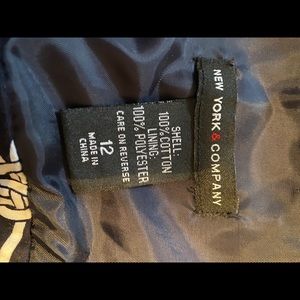 NEW YORK & COMPANY
SHELL:
100% COTTON
LINING:
100% POLYESTER
CARE ON REVERSE
12
MADE IN
CHINA